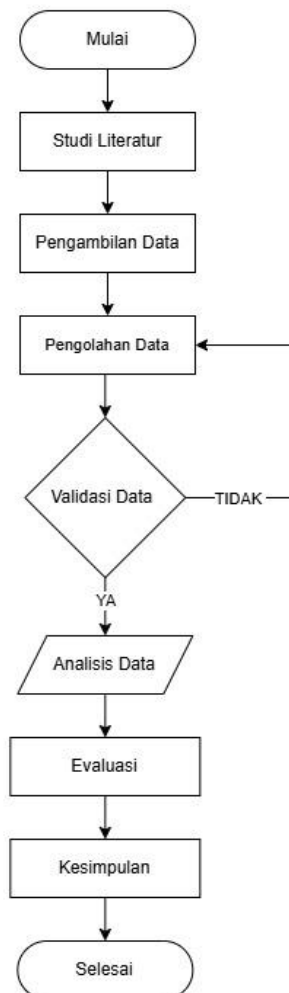 Mulai
Studi Literatur
Pengambilan Data
Pengolahan Data
Validasi Data
TIDAK
YA
Analisis Data
Evaluasi
Kesimpulan
Selesai